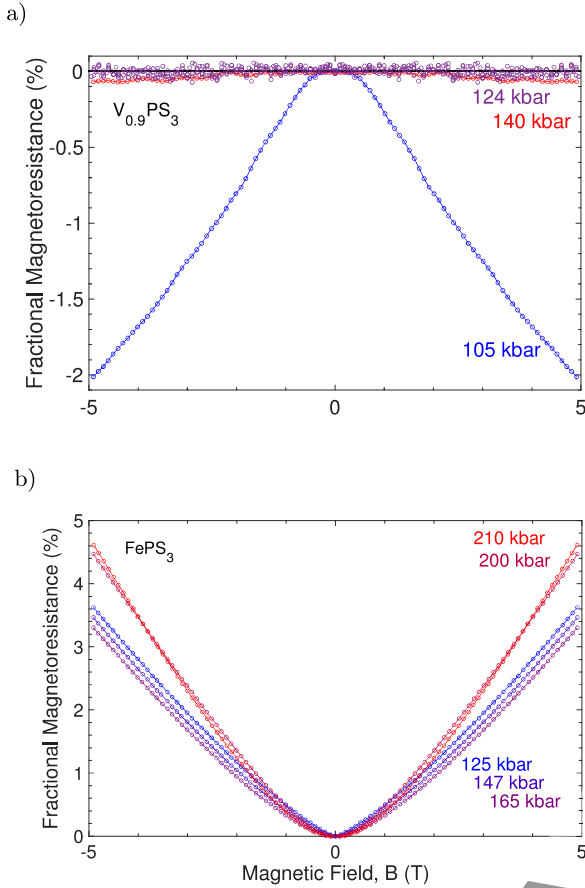 a)
0
-0.5
-1
-1.5
-2
Fractional Magnetoresistance (%)
V0.9PS3
124 kbar
140 kbar
105 kbar
-5 0 5
b)
5
4
3
2
1
0
Fractional Magnetoresistance (%)
FePS3
210 kbar
200 kbar
125 kbar
147 kbar
165 kbar
-5 0 5
Magnetic Field, B (T)